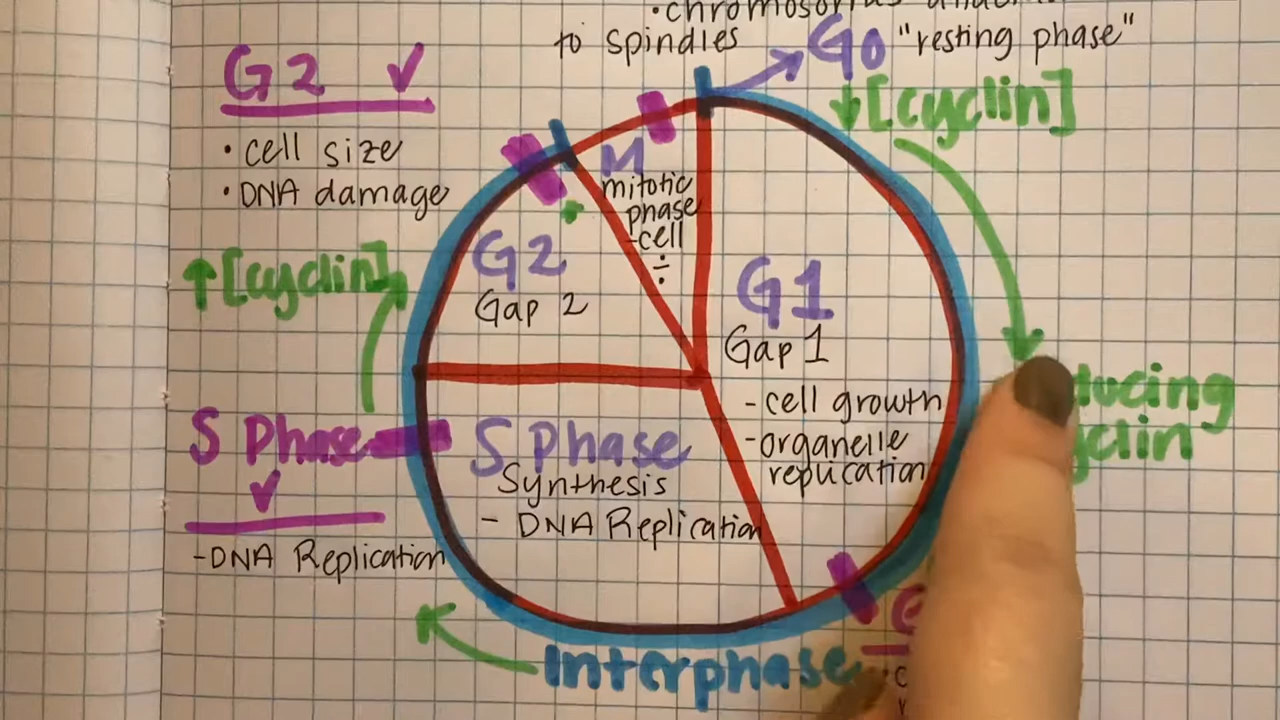 to spindles
G0 "resting phase"
↓[cyclin]
G2 ✓
• cell size
• DNA damage
↑[cyclin]
M
mitotic
phase
-cell
÷
G2
Gap 2
G1
Gap 1
- cell growth
-organelle
replication
S Phase
✓
-DNA Replication
S Phase
Synthesis
- DNA Replication
Interphase